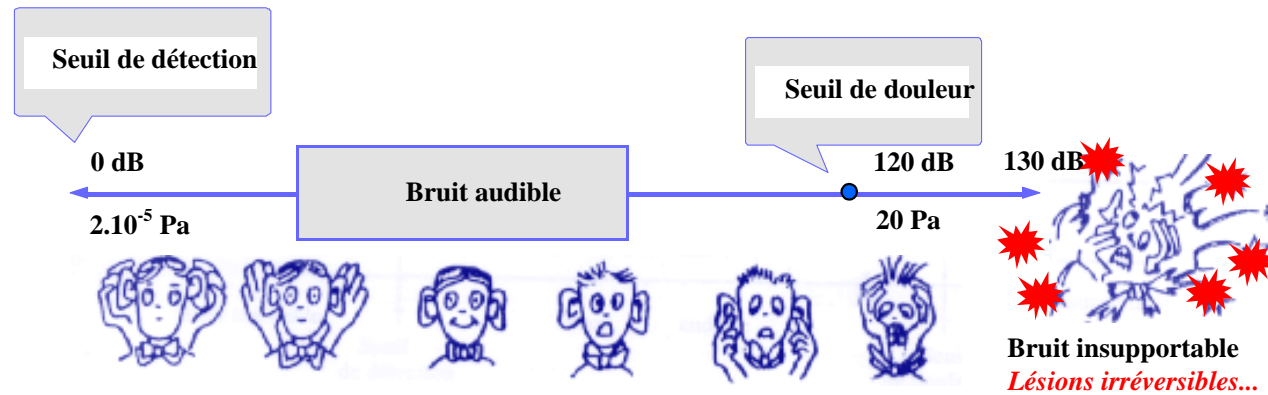 Seuil de détection
Seuil de douleur
0 dB
120 dB
130 dB
Bruit audible
2.10⁻⁵ Pa
20 Pa
Bruit insupportable
Lésions irréversibles...